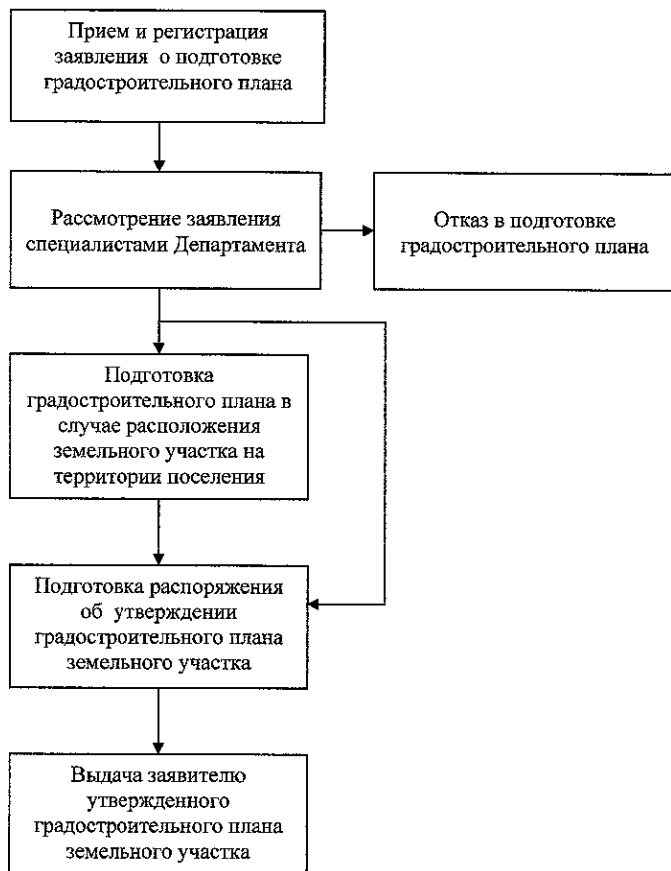 Прием и регистрация
заявления о подготовке
градостроительного плана
Рассмотрение заявления
специалистами Департамента
Отказ в подготовке
градостроительного плана
Подготовка
градостроительного плана в
случае расположения
земельного участка на
территории поселения
Подготовка распоряжения
об утверждении
градостроительного плана
земельного участка
Выдача заявителю
утвержденного
градостроительного плана
земельного участка